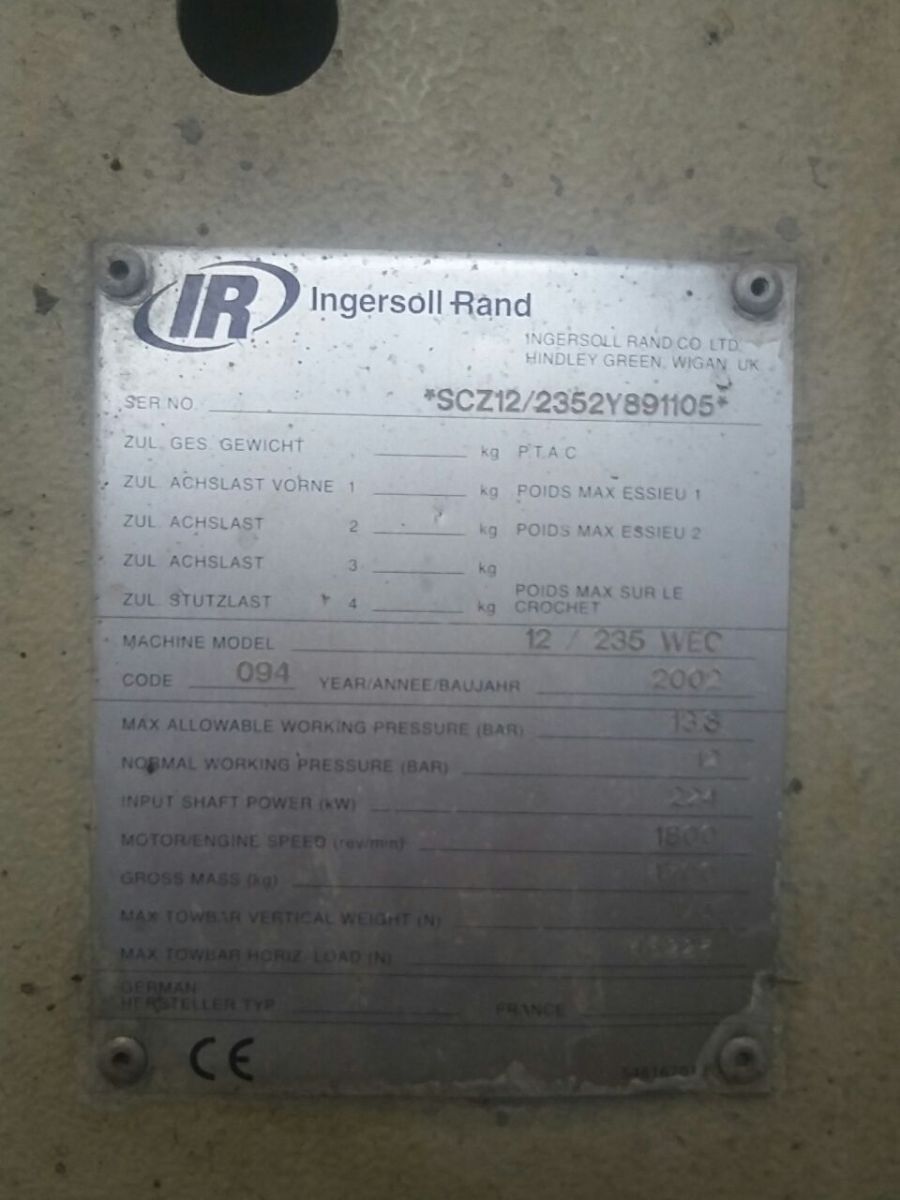 IR Ingersoll-Rand
INGERSOLL RAND CO. LTD.
HINDLEY GREEN, WIGAN, UK
SER NO. *SCZ12/2352Y891105*
ZUL. GES. GEWICHT kg P.T.A.C
ZUL. ACHSLAST VORNE 1 kg POIDS MAX ESSIEU 1
ZUL. ACHSLAST 2 kg POIDS MAX ESSIEU 2
ZUL. ACHSLAST 3 kg
ZUL. STUTZLAST 4 kg POIDS MAX SUR LE
CROCHET
MACHINE MODEL 12 / 235 WEC
CODE 094 YEAR/ANNEE/BAUJAHR 2002
MAX ALLOWABLE WORKING PRESSURE (BAR) 13.8
NORMAL WORKING PRESSURE (BAR) 12
INPUT SHAFT POWER (kW) 224
MOTOR/ENGINE SPEED (rev/min) 1800
GROSS MASS (kg)
MAX TOWBAR VERTICAL WEIGHT (N)
MAX TOWBAR HORIZ. LOAD (N)
GERMAN
HERSTELLER TYP FRANCE
CE